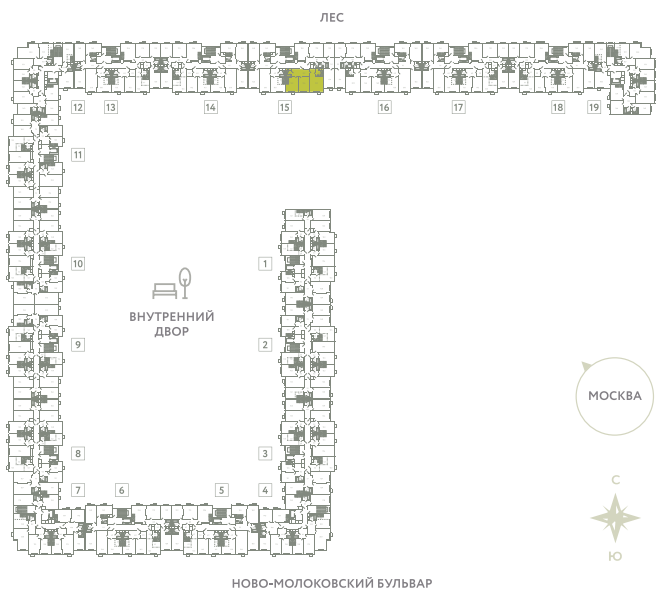 ЛЕС
12 13 14 15 16 17 18 19
11
10 1
ВНУТРЕННИЙ
ДВОР
9 2
МОСКВА
8 3
7 6 5 4
С
Ю
НОВО-МОЛОКОВСКИЙ БУЛЬВАР